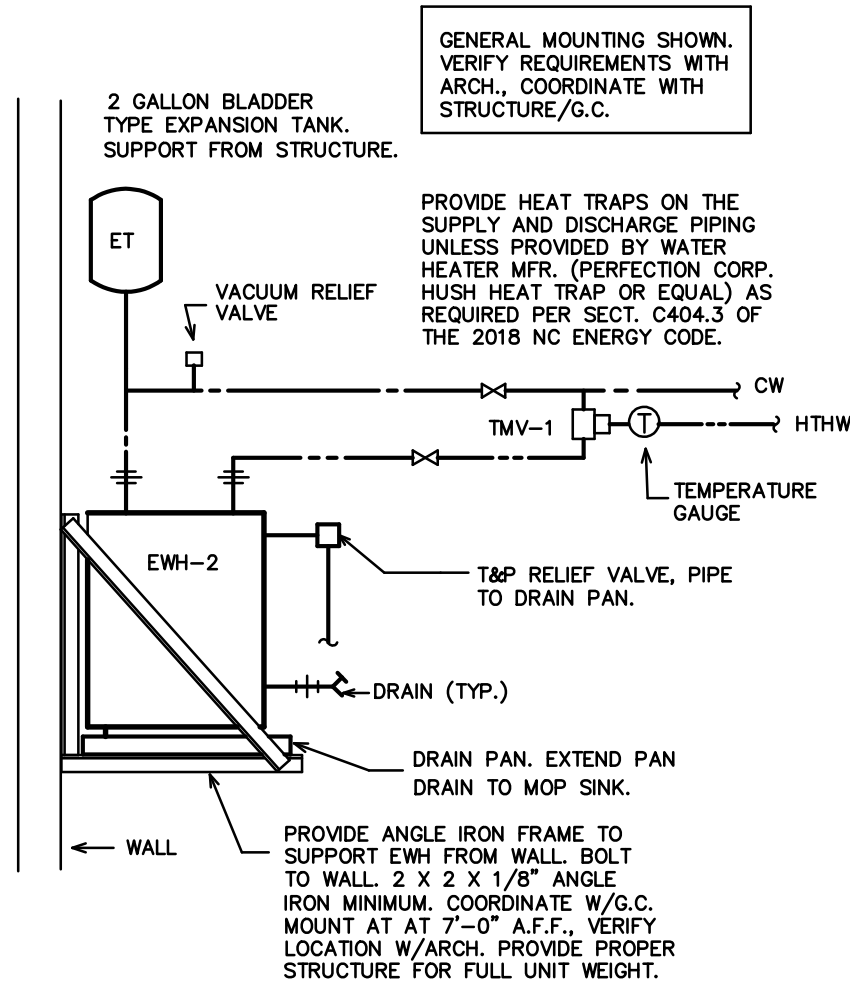 GENERAL MOUNTING SHOWN.
VERIFY REQUIREMENTS WITH
ARCH., COORDINATE WITH
STRUCTURE/G.C.
2 GALLON BLADDER
TYPE EXPANSION TANK.
SUPPORT FROM STRUCTURE.
PROVIDE HEAT TRAPS ON THE
SUPPLY AND DISCHARGE PIPING
UNLESS PROVIDED BY WATER
HEATER MFR. (PERFECTION CORP.
HUSH HEAT TRAP OR EQUAL) AS
REQUIRED PER SECT. C404.3 OF
THE 2018 NC ENERGY CODE.
ET
VACUUM RELIEF
VALVE
CW
TMV-1
T
HTHW
TEMPERATURE
GAUGE
EWH-2
T&P RELIEF VALVE, PIPE
TO DRAIN PAN.
DRAIN (TYP.)
DRAIN PAN. EXTEND PAN
DRAIN TO MOP SINK.
WALL
PROVIDE ANGLE IRON FRAME TO
SUPPORT EWH FROM WALL. BOLT
TO WALL. 2 X 2 X 1/8" ANGLE
IRON MINIMUM. COORDINATE W/G.C.
MOUNT AT AT 7'-0" A.F.F., VERIFY
LOCATION W/ARCH. PROVIDE PROPER
STRUCTURE FOR FULL UNIT WEIGHT.